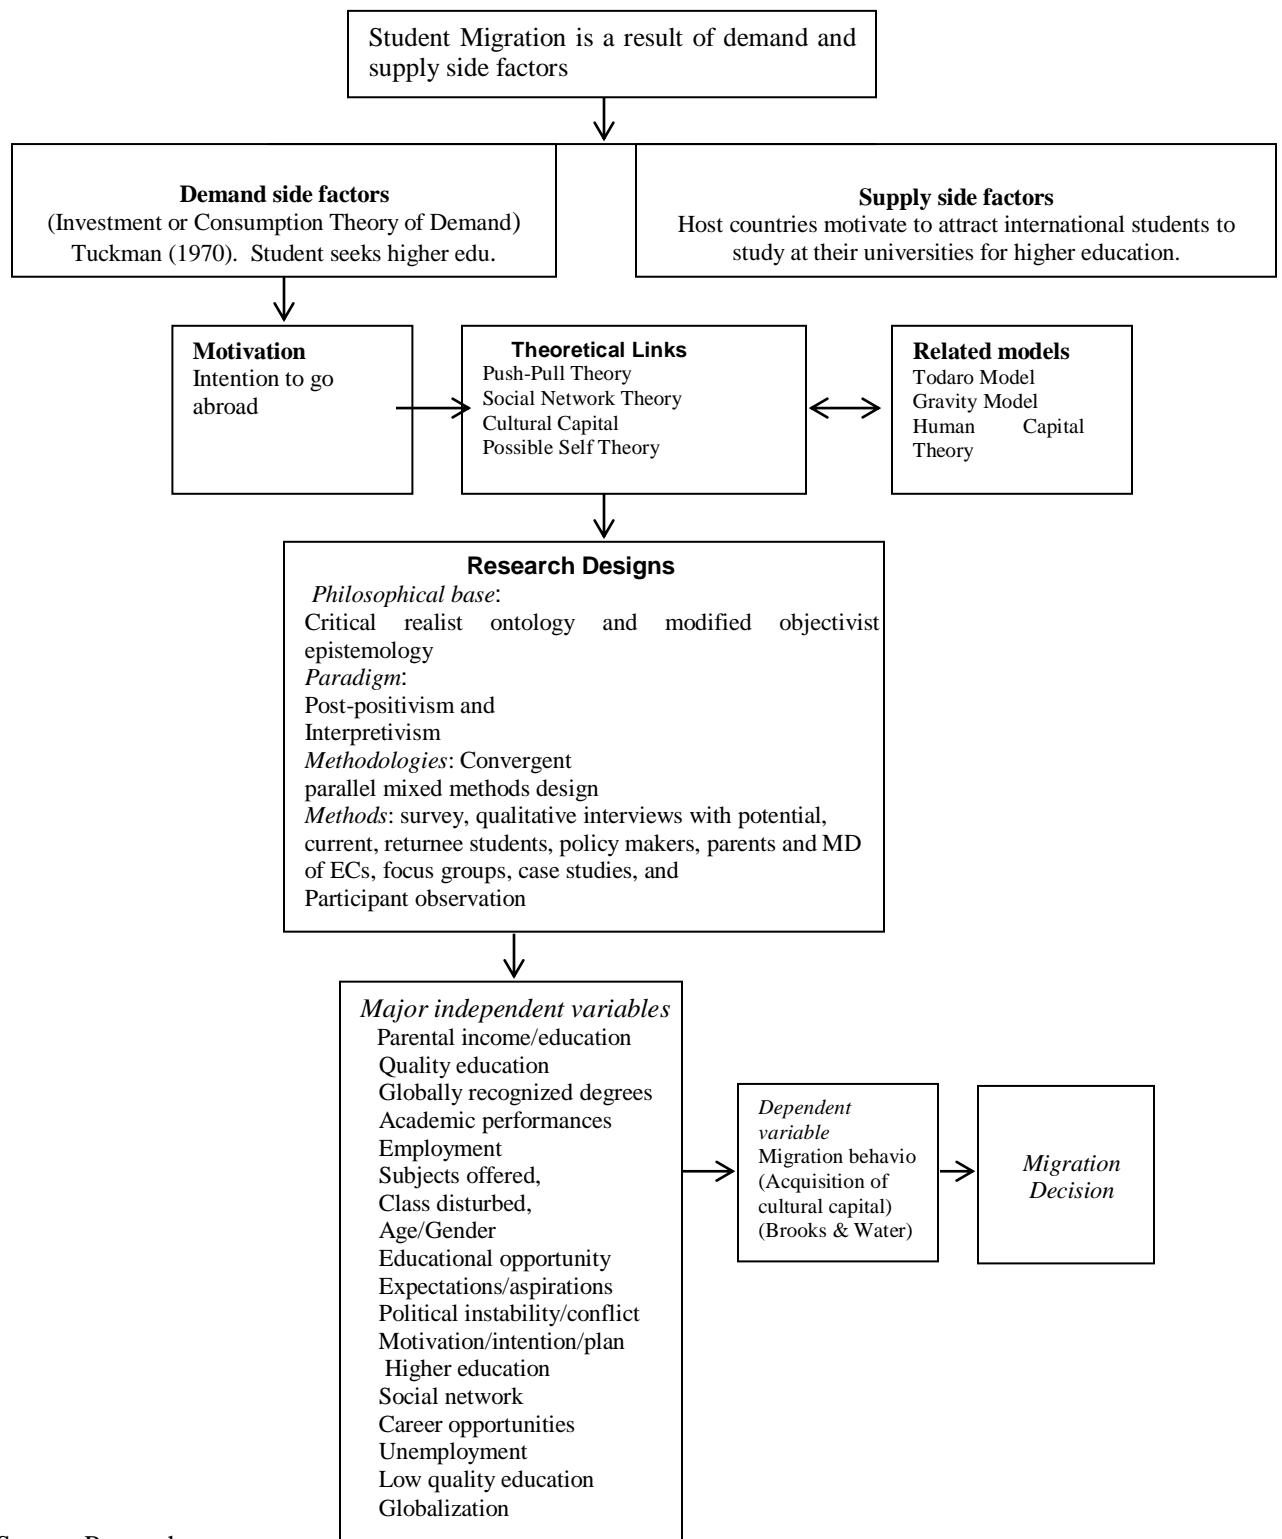 Student Migration is a result of demand and
supply side factors
Demand side factors
(Investment or Consumption Theory of Demand)
Tuckman (1970). Student seeks higher edu.
Supply side factors
Host countries motivate to attract international students to
study at their universities for higher education.
Motivation
Intention to go
abroad
Theoretical Links
Push-Pull Theory
Social Network Theory
Cultural Capital
Possible Self Theory
Related models
Todaro Model
Gravity Model
Human Capital
Theory
Research Designs
Philosophical base:
Critical realist ontology and modified objectivist
epistemology
Paradigm:
Post-positivism and
Interpretivism
Methodologies: Convergent
parallel mixed methods design
Methods: survey, qualitative interviews with potential,
current, returnee students, policy makers, parents and MD
of ECs, focus groups, case studies, and
Participant observation
Major independent variables
Parental income/education
Quality education
Globally recognized degrees
Academic performances
Employment
Subjects offered,
Class disturbed,
Age/Gender
Educational opportunity
Expectations/aspirations
Political instability/conflict
Motivation/intention/plan
Higher education
Social network
Career opportunities
Unemployment
Low quality education
Globalization
Dependent
variable
Migration behavio
(Acquisition of
cultural capital)
(Brooks & Water)
Migration
Decision